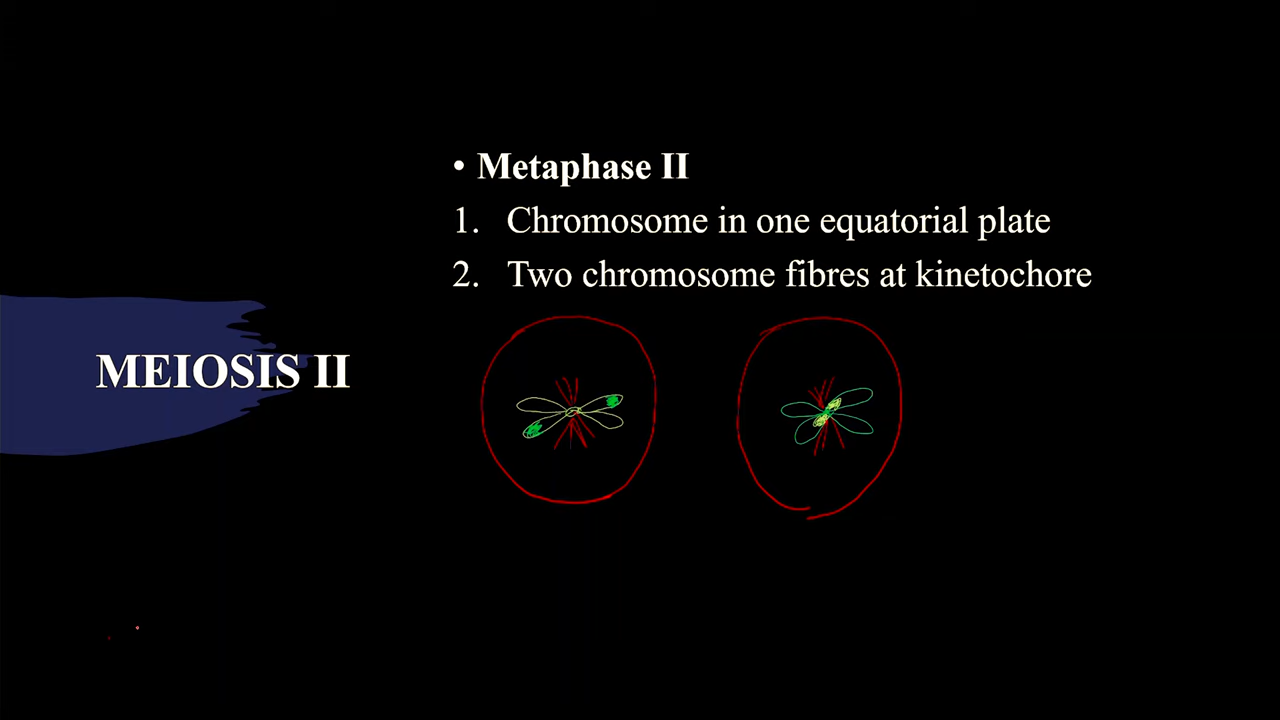 • Metaphase II
1. Chromosome in one equatorial plate
2. Two chromosome fibres at kinetochore
MEIOSIS II